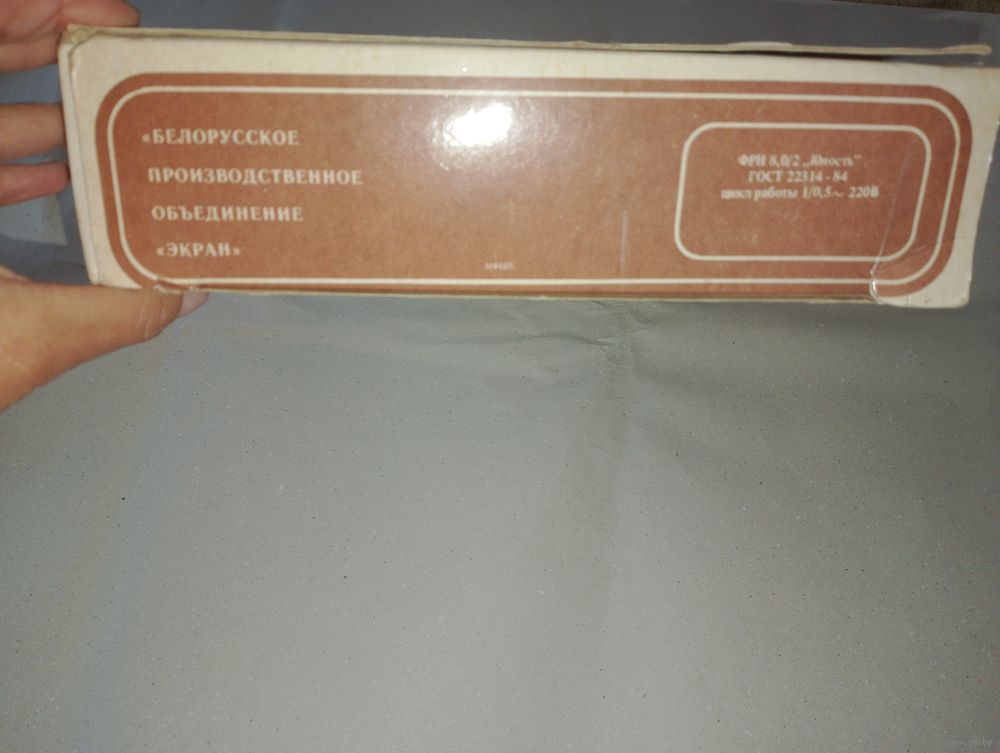 «БЕЛОРУССКОЕ
ПРОИЗВОДСТВЕННОЕ
ОБЪЕДИНЕНИЕ
«ЭКРАН»
ФРН 8,0/2 „Юность"
ГОСТ 22314 - 84
цикл работы 1/0,5 ~ 220В